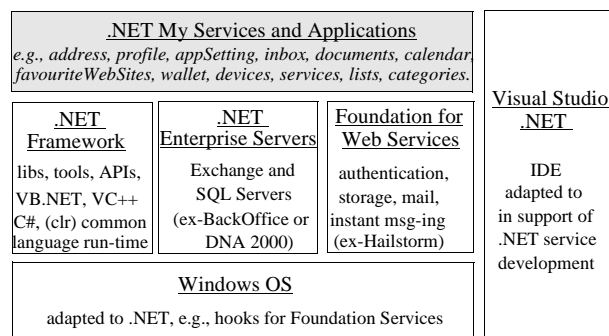 .NET My Services and Applications
e.g., address, profile, appSetting, inbox, documents, calendar,
favouriteWebSites, wallet, devices, services, lists, categories.
.NET
Framework
libs, tools, APIs,
VB.NET, VC++
C#, (clr) common
language run-time
.NET
Enterprise Servers
Exchange and
SQL Servers
(ex-BackOffice or
DNA 2000)
Foundation for
Web Services
authentication,
storage, mail,
instant msg-ing
(ex-Hailstorm)
Windows OS
adapted to .NET, e.g., hooks for Foundation Services
Visual Studio
.NET
IDE
adapted to
in support of
.NET service
development